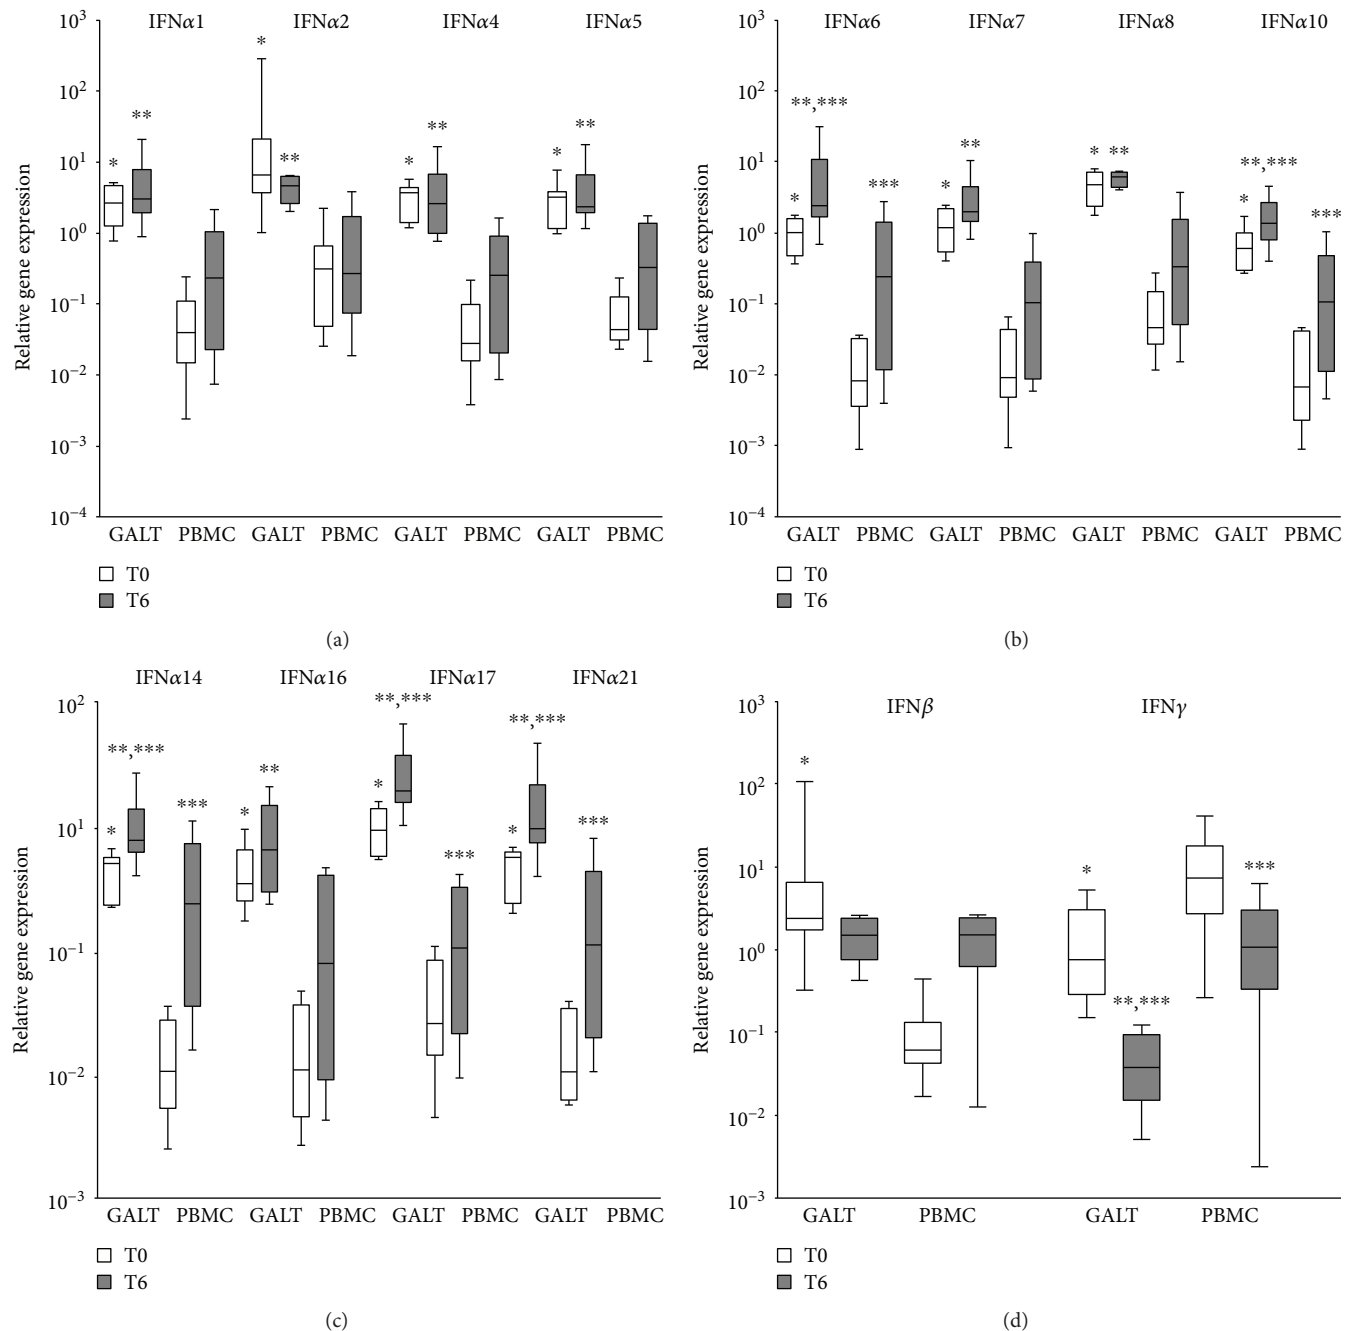 IFNα1 IFNα2 IFNα4 IFNα5
10³
10²
10¹
10⁰
10⁻¹
10⁻²
10⁻³
10⁻⁴
Relative gene expression
* ** * ** * ** * **
GALT PBMC GALT PBMC GALT PBMC GALT PBMC
T0
T6
(a)
IFNα6 IFNα7 IFNα8 IFNα10
10³
10²
10¹
10⁰
10⁻¹
10⁻²
10⁻³
10⁻⁴
Relative gene expression
* **,*** *** * ** * ** * **,*** ***
GALT PBMC GALT PBMC GALT PBMC GALT PBMC
T0
T6
(b)
IFNα14 IFNα16 IFNα17 IFNα21
10²
10¹
10⁻¹
10⁻²
10⁻³
Relative gene expression
* **,*** *** * ** * **,*** *** * **,*** ***
GALT PBMC GALT PBMC GALT PBMC GALT PBMC
T0
T6
(c)
IFNβ IFNγ
10³
10²
10¹
10⁰
10⁻¹
10⁻²
10⁻³
Relative gene expression
* * **,*** ***
GALT PBMC GALT PBMC
T0
T6
(d)